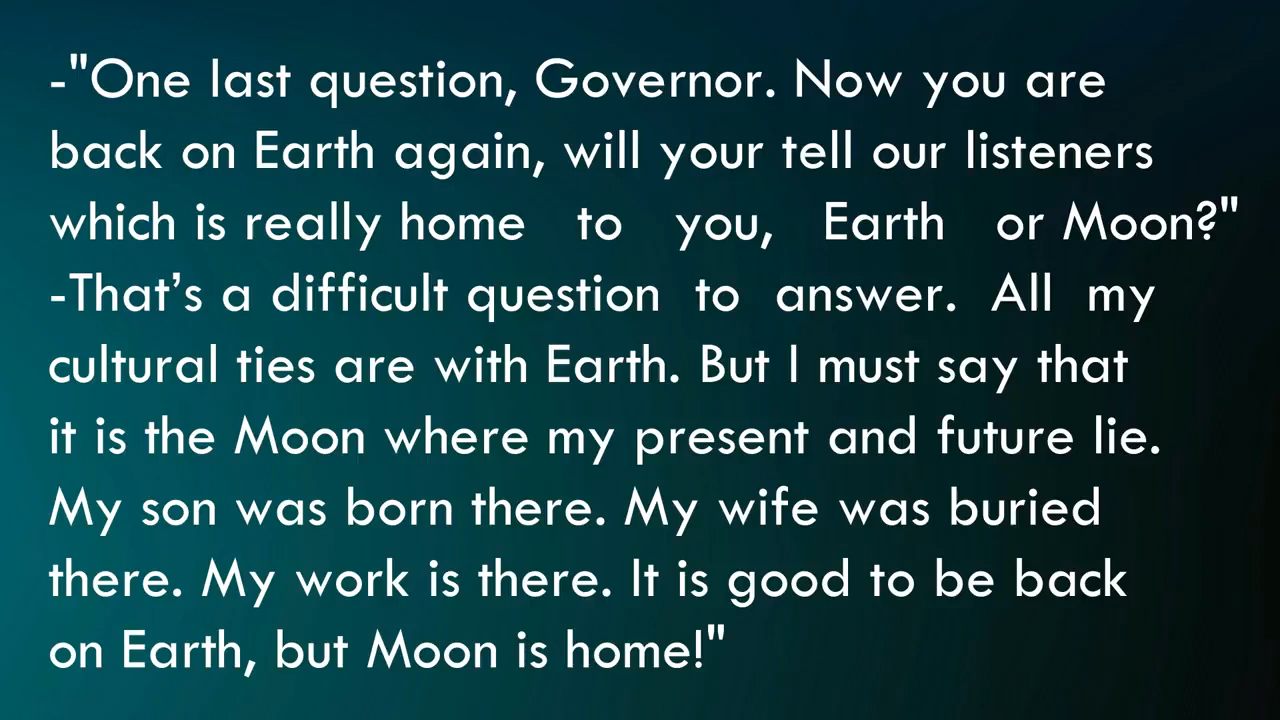 -"One last question, Governor. Now you are
back on Earth again, will your tell our listeners
which is really home to you, Earth or Moon?"
-That’s a difficult question to answer. All my
cultural ties are with Earth. But I must say that
it is the Moon where my present and future lie.
My son was born there. My wife was buried
there. My work is there. It is good to be back
on Earth, but Moon is home!"